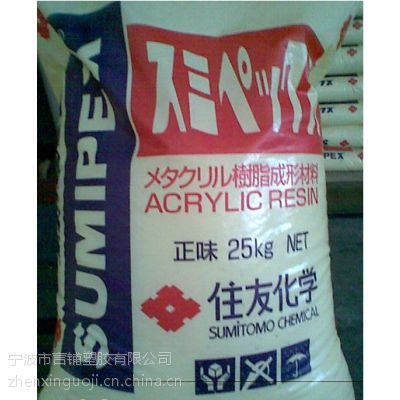 SUMIPEX
スミペックス
メタクリル樹脂成形材料
ACRYLIC RESIN
正味 25kg NET
住友化学
SUMITOMO CHEMICAL
宁波市言铺塑胶有限公司
zhenxinguoji.cn.china.cn